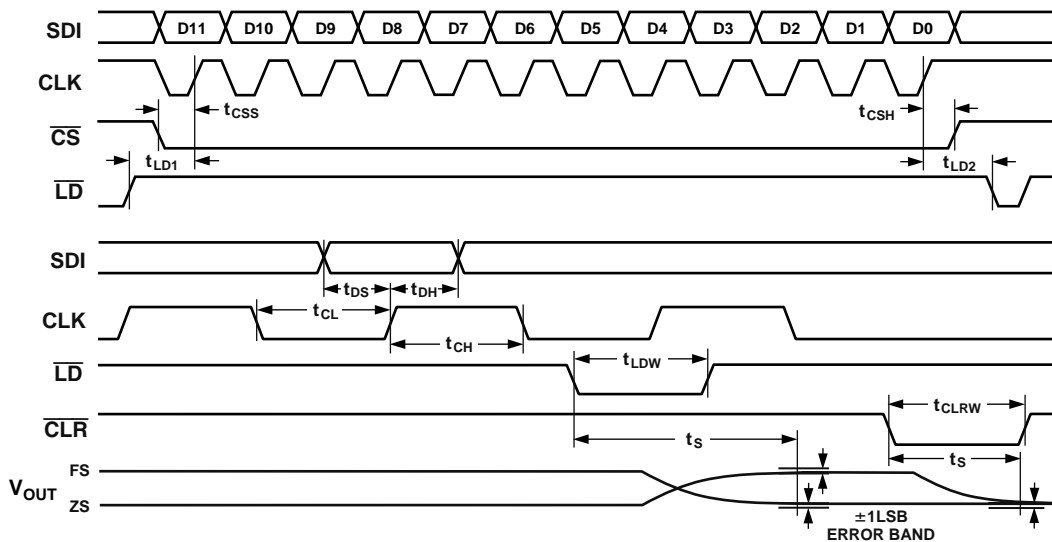 SDI D11 D10 D9 D8 D7 D6 D5 D4 D3 D2 D1 D0
CLK
tCSS tCSH
CS
tLD1 tLD2
LD
SDI
tDS tDH
CLK tCL
tCH
LD tLDW
CLR tCLRW
tS tS
VOUT FS
ZS
±1LSB
ERROR BAND